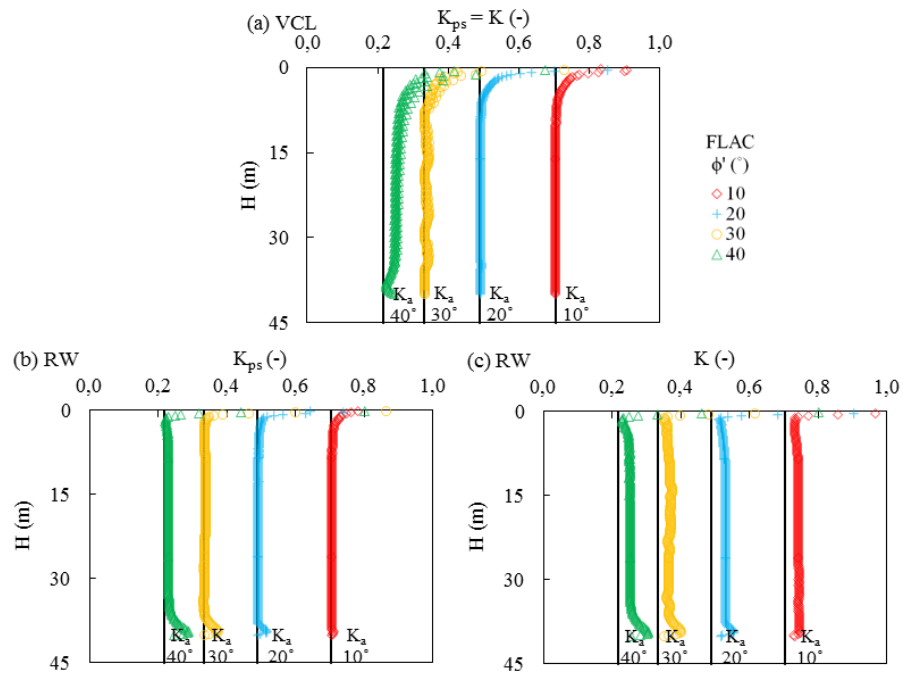 (a) VCL
K_ps = K (-)
0,0 0,2 0,4 0,6 0,8 1,0
0
15
30
45
H (m)
K_a K_a K_a K_a
40° 30° 20° 10°
FLAC
ϕ' (°)
10
20
30
40
(b) RW
K_ps (-)
0,0 0,2 0,4 0,6 0,8 1,0
0
15
30
45
H (m)
K_a K_a K_a K_a
40° 30° 20° 10°
(c) RW
K (-)
0,0 0,2 0,4 0,6 0,8 1,0
0
15
30
45
H (m)
K_a K_a K_a K_a
40° 30° 20° 10°